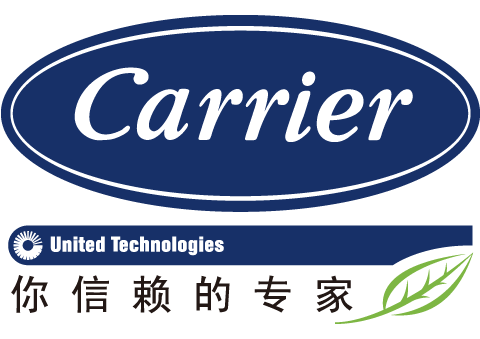 Carrier
United Technologies
你信赖的专家